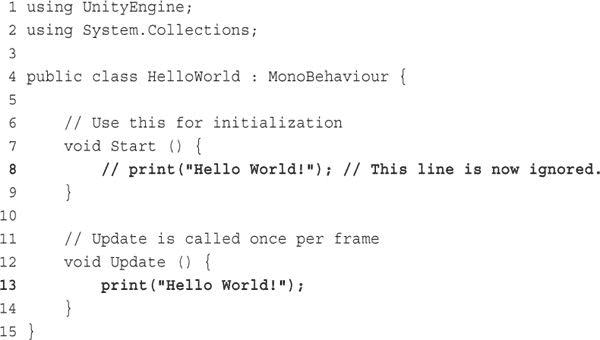 1 using UnityEngine;
2 using System.Collections;
3
4 public class HelloWorld : MonoBehaviour {
5
6     // Use this for initialization
7     void Start () {
8         // print("Hello World!"); // This line is now ignored.
9     }
10
11     // Update is called once per frame
12     void Update () {
13         print("Hello World!");
14     }
15 }